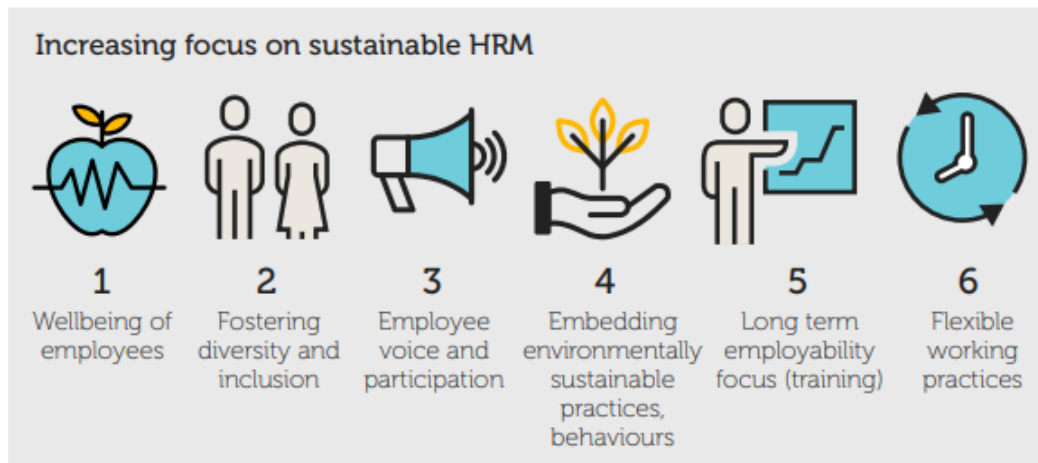 Increasing focus on sustainable HRM
1
Wellbeing of
employees
2
Fostering
diversity and
inclusion
3
Employee
voice and
participation
4
Embedding
environmentally
sustainable
practices,
behaviours
5
Long term
employability
focus (training)
6
Flexible
working
practices